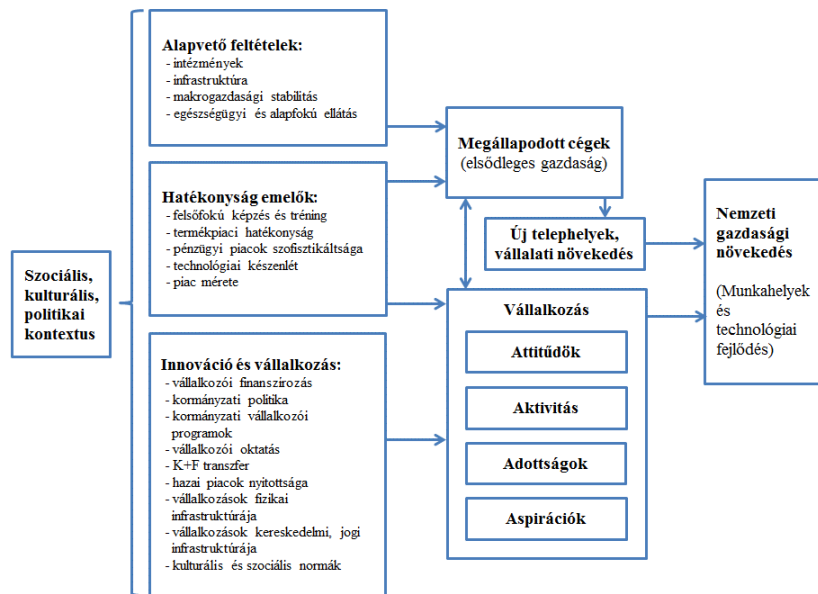 Szociális,
kulturális,
politikai
kontextus
Alapvető feltételek:
- intézmények
- infrastruktúra
- makrogazdasági stabilitás
- egészségügyi és alapfokú ellátás
Hatékonyság emelők:
- felsőfokú képzés és tréning
- termékpiaci hatékonyság
- pénzügyi piacok szofisztikáltsága
- technológiai készenlét
- piac mérete
Innováció és vállalkozás:
- vállalkozói finanszírozás
- kormányzati politika
- kormányzati vállalkozói
programok
- vállalkozói oktatás
- K+F transzfer
- hazai piacok nyitottsága
- vállalkozások fizikai
infrastruktúrája
- vállalkozások kereskedelmi, jogi
infrastruktúrája
- kulturális és szociális normák
Megállapodott cégek
(elsődleges gazdaság)
Új telephelyek,
vállalati növekedés
Vállalkozás
Attitűdök
Aktivitás
Adottságok
Aspirációk
Nemzeti
gazdasági
növekedés
(Munkahelyek
és
technológiai
fejlődés)